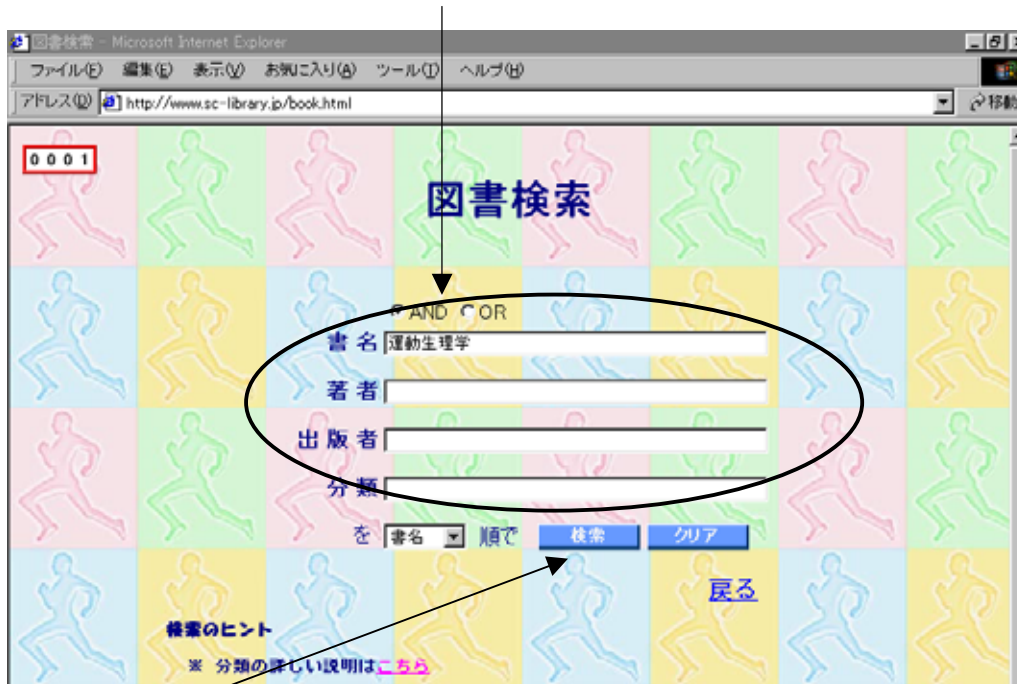 図書検索 - Microsoft Internet Explorer
ファイル(F) 編集(E) 表示(V) お気に入り(A) ツール(T) ヘルプ(H)
アドレス(D) http://www.sc-library.jp/book.html 移動
0001
図書検索
AND OR
書名 運動生理学
著者
出版者
分類
を 書名 順で 検索 クリア
戻る
検索のヒント
※ 分類の詳しい説明はこちら